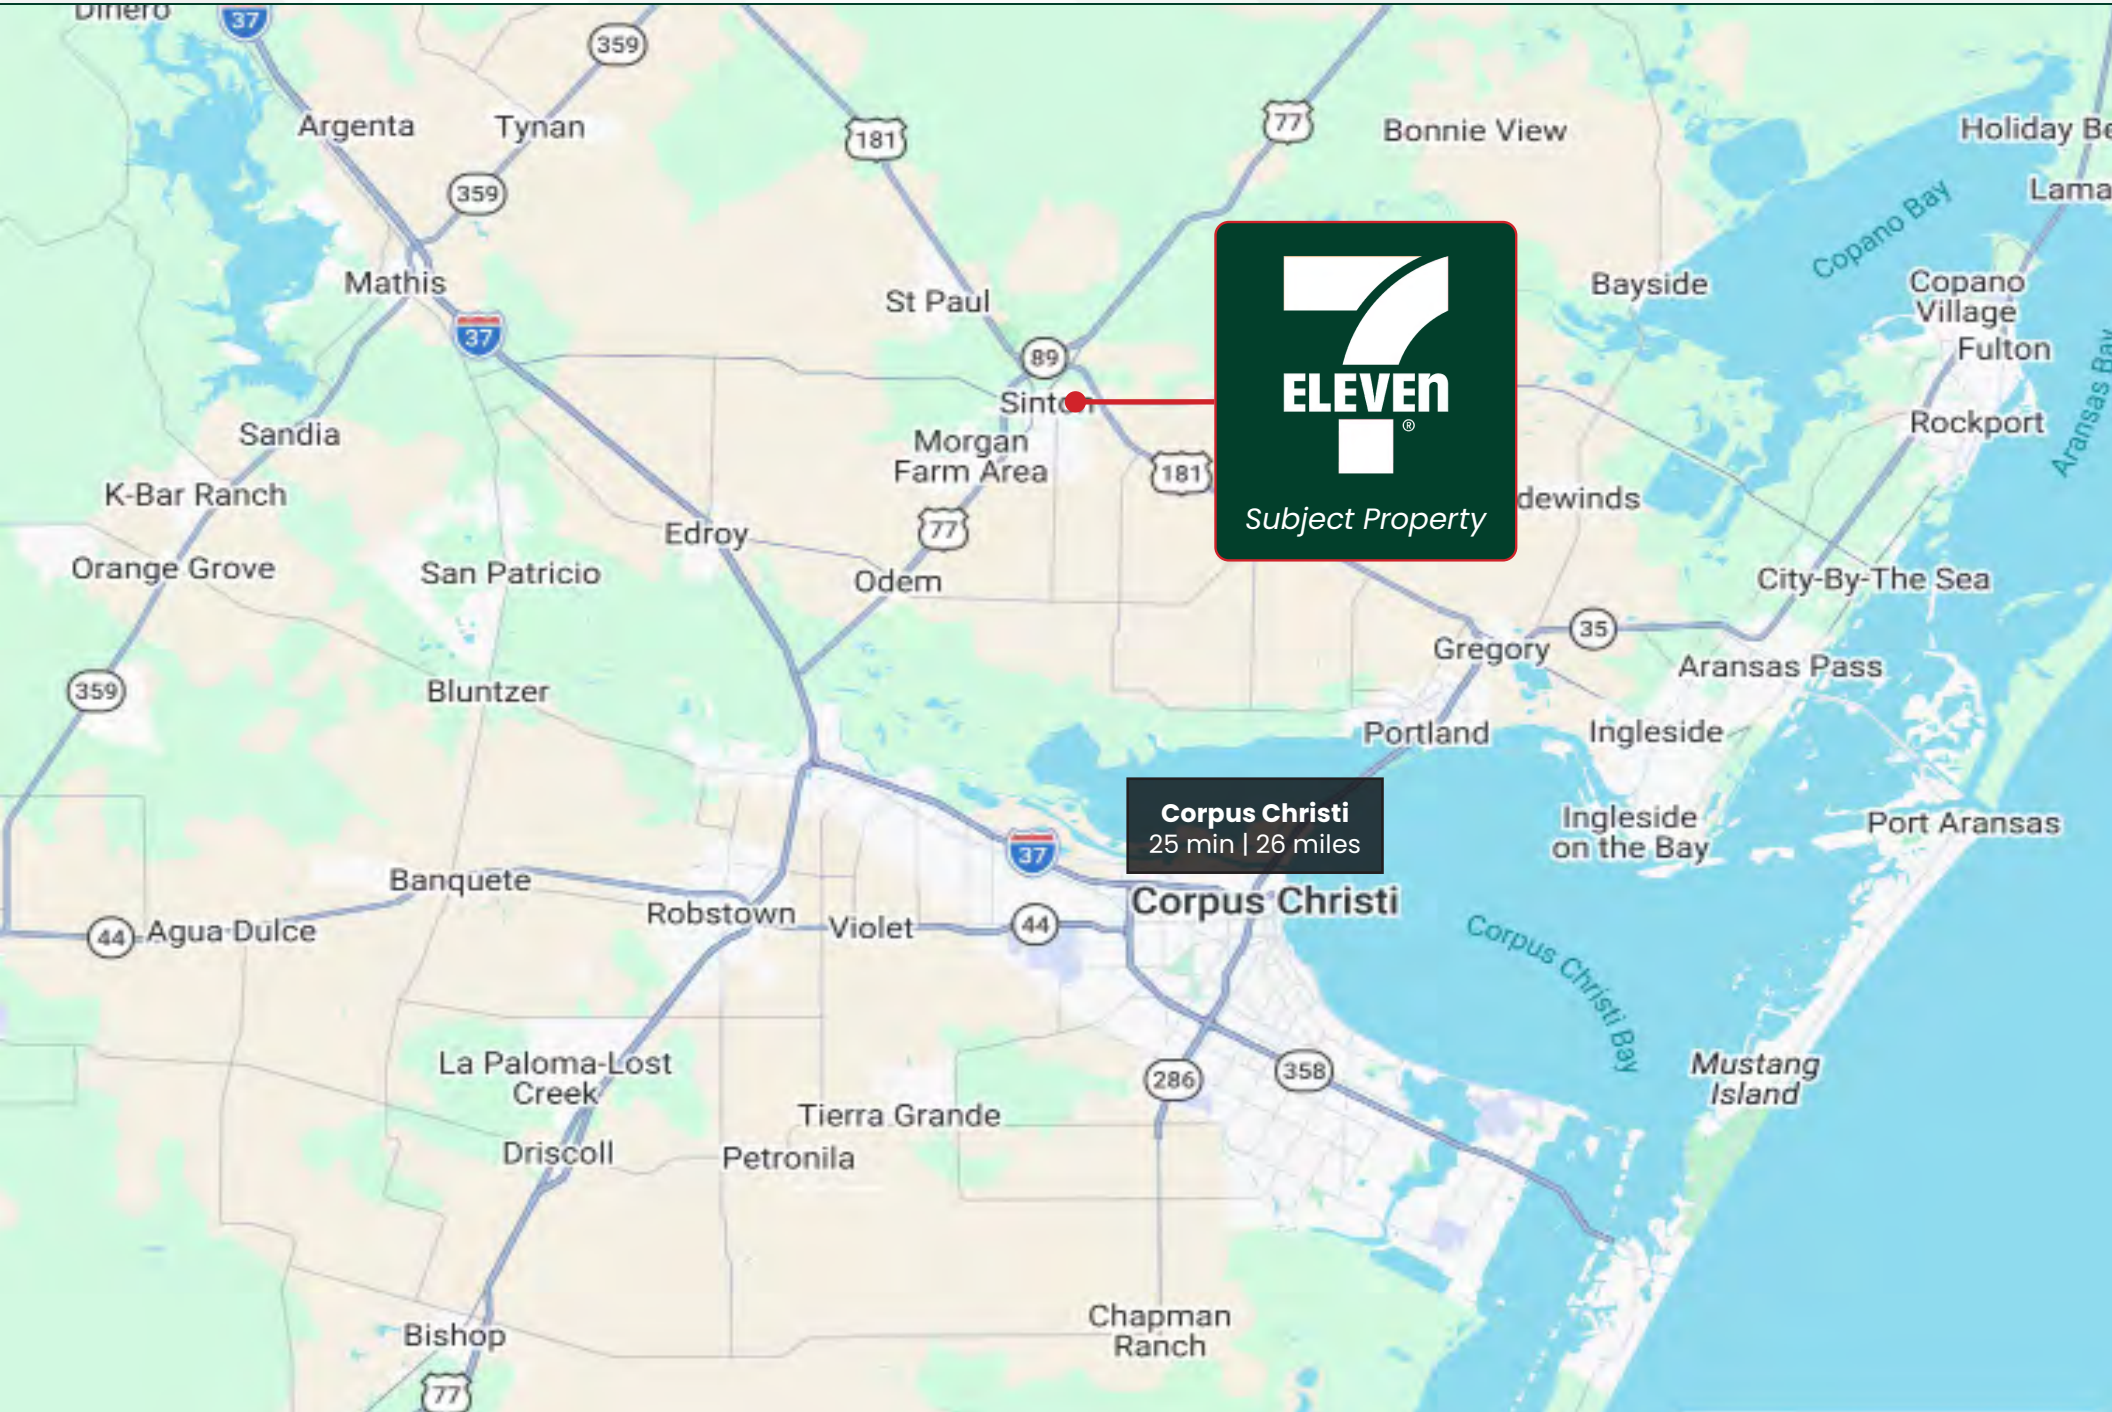 Dinero
37
359
181
77
Argenta
Tynan
Bonnie View
Holiday Be
359
Lama
Copano Bay
Mathis
37
St Paul
Bayside
Copano
Village
Fulton
89
7
ELEVEn
®
Subject Property
Sinton
Rockport
Aransas Bay
Sandia
Morgan
Farm Area
181
K-Bar Ranch
dewinds
Edroy
77
Orange Grove
San Patricio
Odem
City-By-The Sea
35
Gregory
Aransas Pass
359
Bluntzer
Portland
Ingleside
Corpus Christi
25 min | 26 miles
Ingleside
on the Bay
Port Aransas
37
Banquete
Corpus Christi
Robstown
Violet
44
44
Agua Dulce
Corpus Christi Bay
La Paloma-Lost
Creek
286
358
Mustang
Island
Tierra Grande
Driscoll
Petronila
Chapman
Ranch
Bishop
77